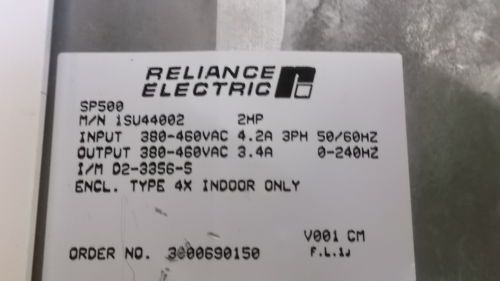 RELIANCE
ELECTRIC
SP500
M/N 1SU44002 2HP
INPUT 380-460VAC 4.2A 3PH 50/60HZ
OUTPUT 380-460VAC 3.4A 0-240HZ
I/M D2-3356-5
ENCL. TYPE 4X INDOOR ONLY
V001 CM
ORDER NO. 3000690150 F.L.1J